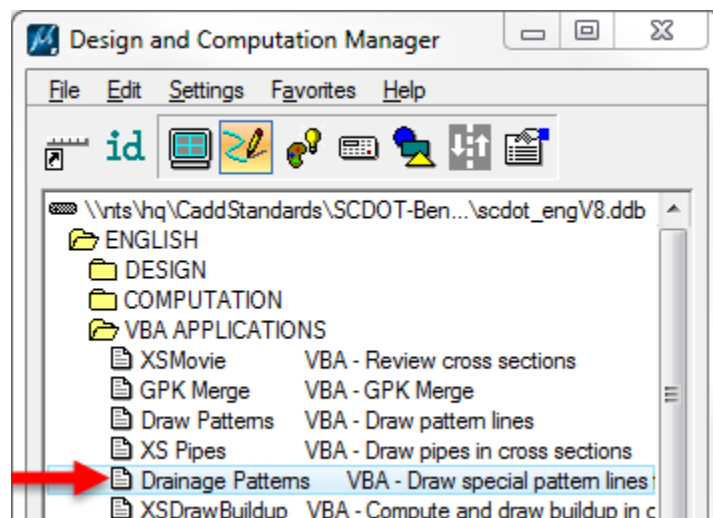 Design and Computation Manager
File Edit Settings Favorites Help
id
\\nts\hq\CaddStandards\SCDOT-Ben...\scdot_engV8.ddb
ENGLISH
DESIGN
COMPUTATION
VBA APPLICATIONS
XSMovie VBA - Review cross sections
GPK Merge VBA - GPK Merge
Draw Patterns VBA - Draw pattern lines
XS Pipes VBA - Draw pipes in cross sections
Drainage Patterns VBA - Draw special pattern lines
XSDrawBuildup VBA - Compute and draw buildup in c